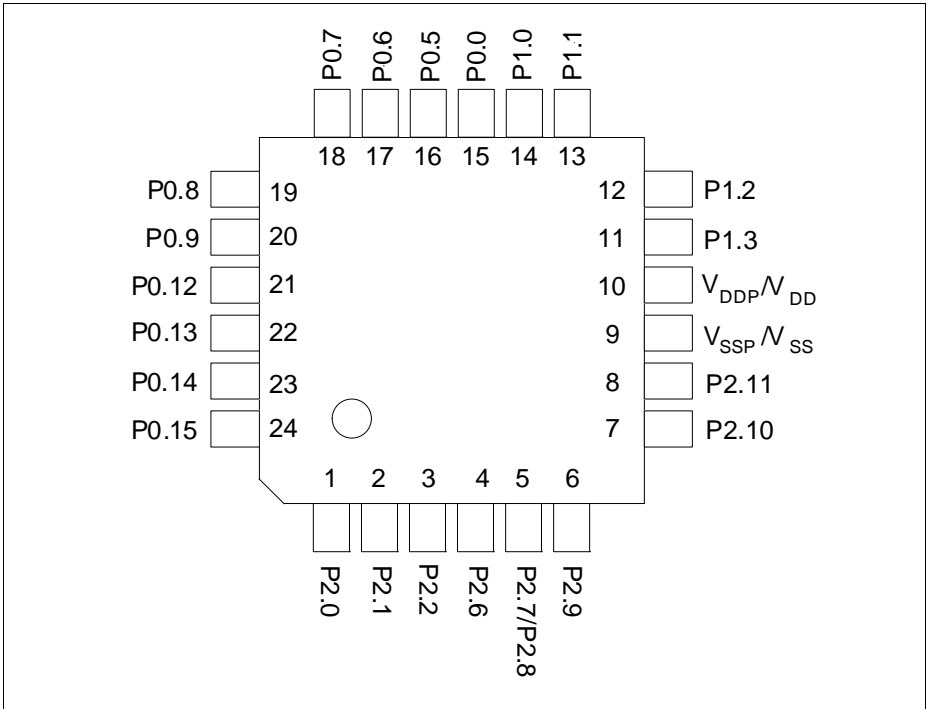 P0.7 P0.6 P0.5 P0.0 P1.0 P1.1
18 17 16 15 14 13
P0.8 19 12 P1.2
P0.9 20 11 P1.3
P0.12 21 10 VDDP/VDD
P0.13 22 9 VSSP/VSS
P0.14 23 8 P2.11
P0.15 24 7 P2.10
1 2 3 4 5 6
P2.0 P2.1 P2.2 P2.6 P2.7/P2.8 P2.9